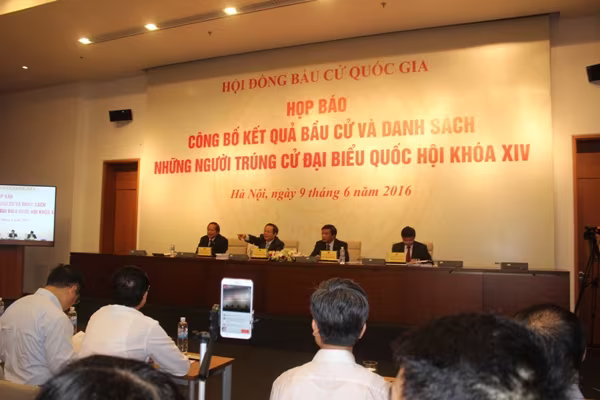 HỘI ĐỒNG BẦU CỬ QUỐC GIA
HỌP BÁO
CÔNG BỐ KẾT QUẢ BẦU CỬ VÀ DANH SÁCH
NHỮNG NGƯỜI TRÚNG CỬ ĐẠI BIỂU QUỐC HỘI KHÓA XIV
Hà Nội, ngày 9 tháng 6 năm 2016